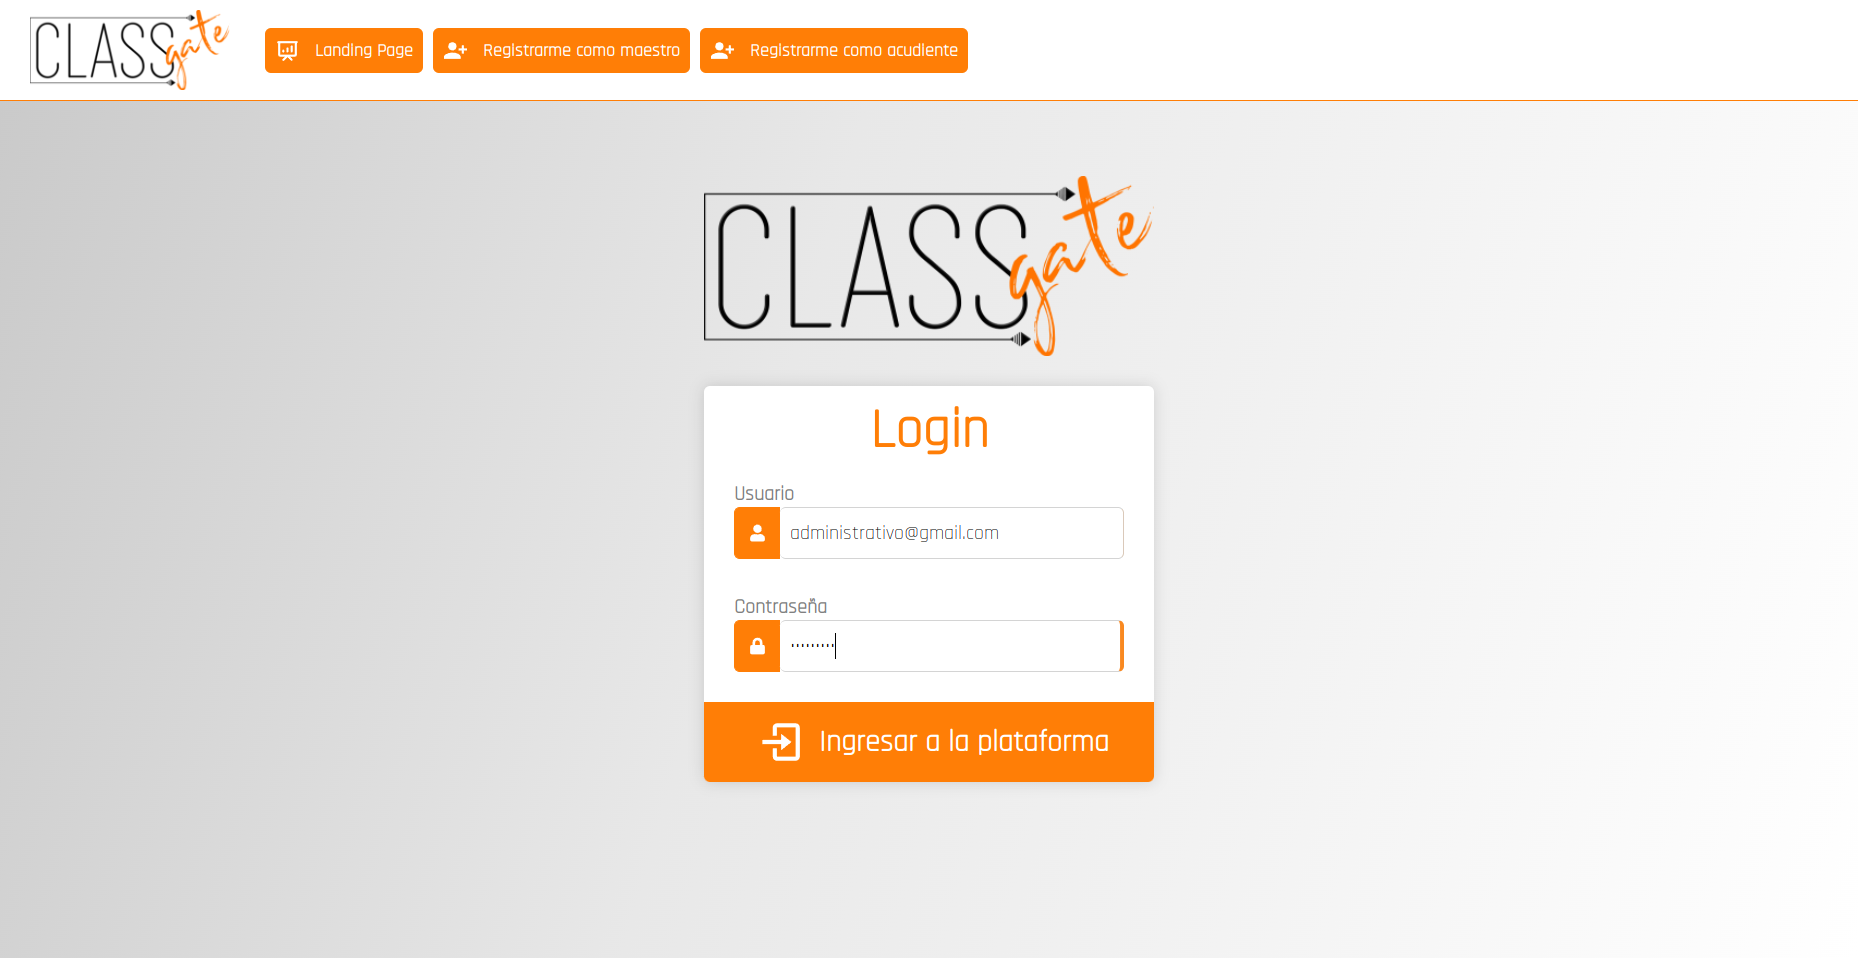 CLASSgate
Landing Page
Registrarme como maestro
Registrarme como acudiente
CLASSgate
Login
Usuario
administrativo@gmail.com
Contraseña
·········
Ingresar a la plataforma